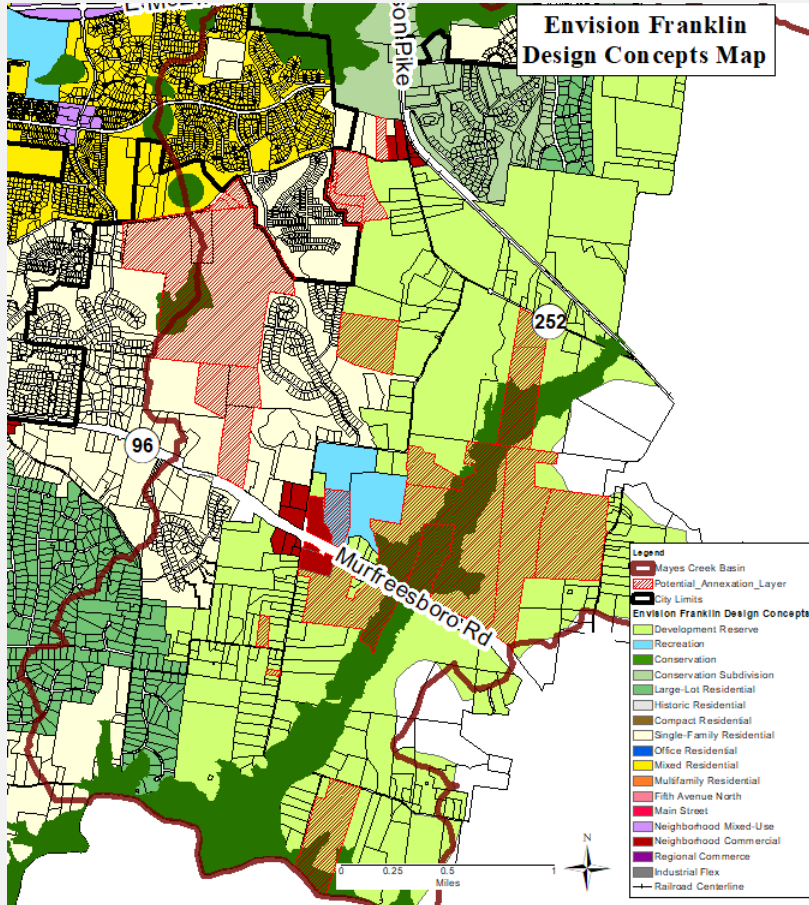 E. McEw
son Pike
Envision Franklin
Design Concepts Map
252
96
Murfreesboro Rd
Legend
Mayes Creek Basin
Potential_Annexation_Layer
City Limits
Envision Franklin Design Concepts
Development Reserve
Recreation
Conservation
Conservation Subdivision
Large-Lot Residential
Historic Residential
Compact Residential
Single-Family Residential
Office Residential
Mixed Residential
Multifamily Residential
Fifth Avenue North
Main Street
Neighborhood Mixed-Use
Neighborhood Commercial
Regional Commerce
Industrial Flex
Railroad Centerline
N
0 0.25 0.5 1
Miles